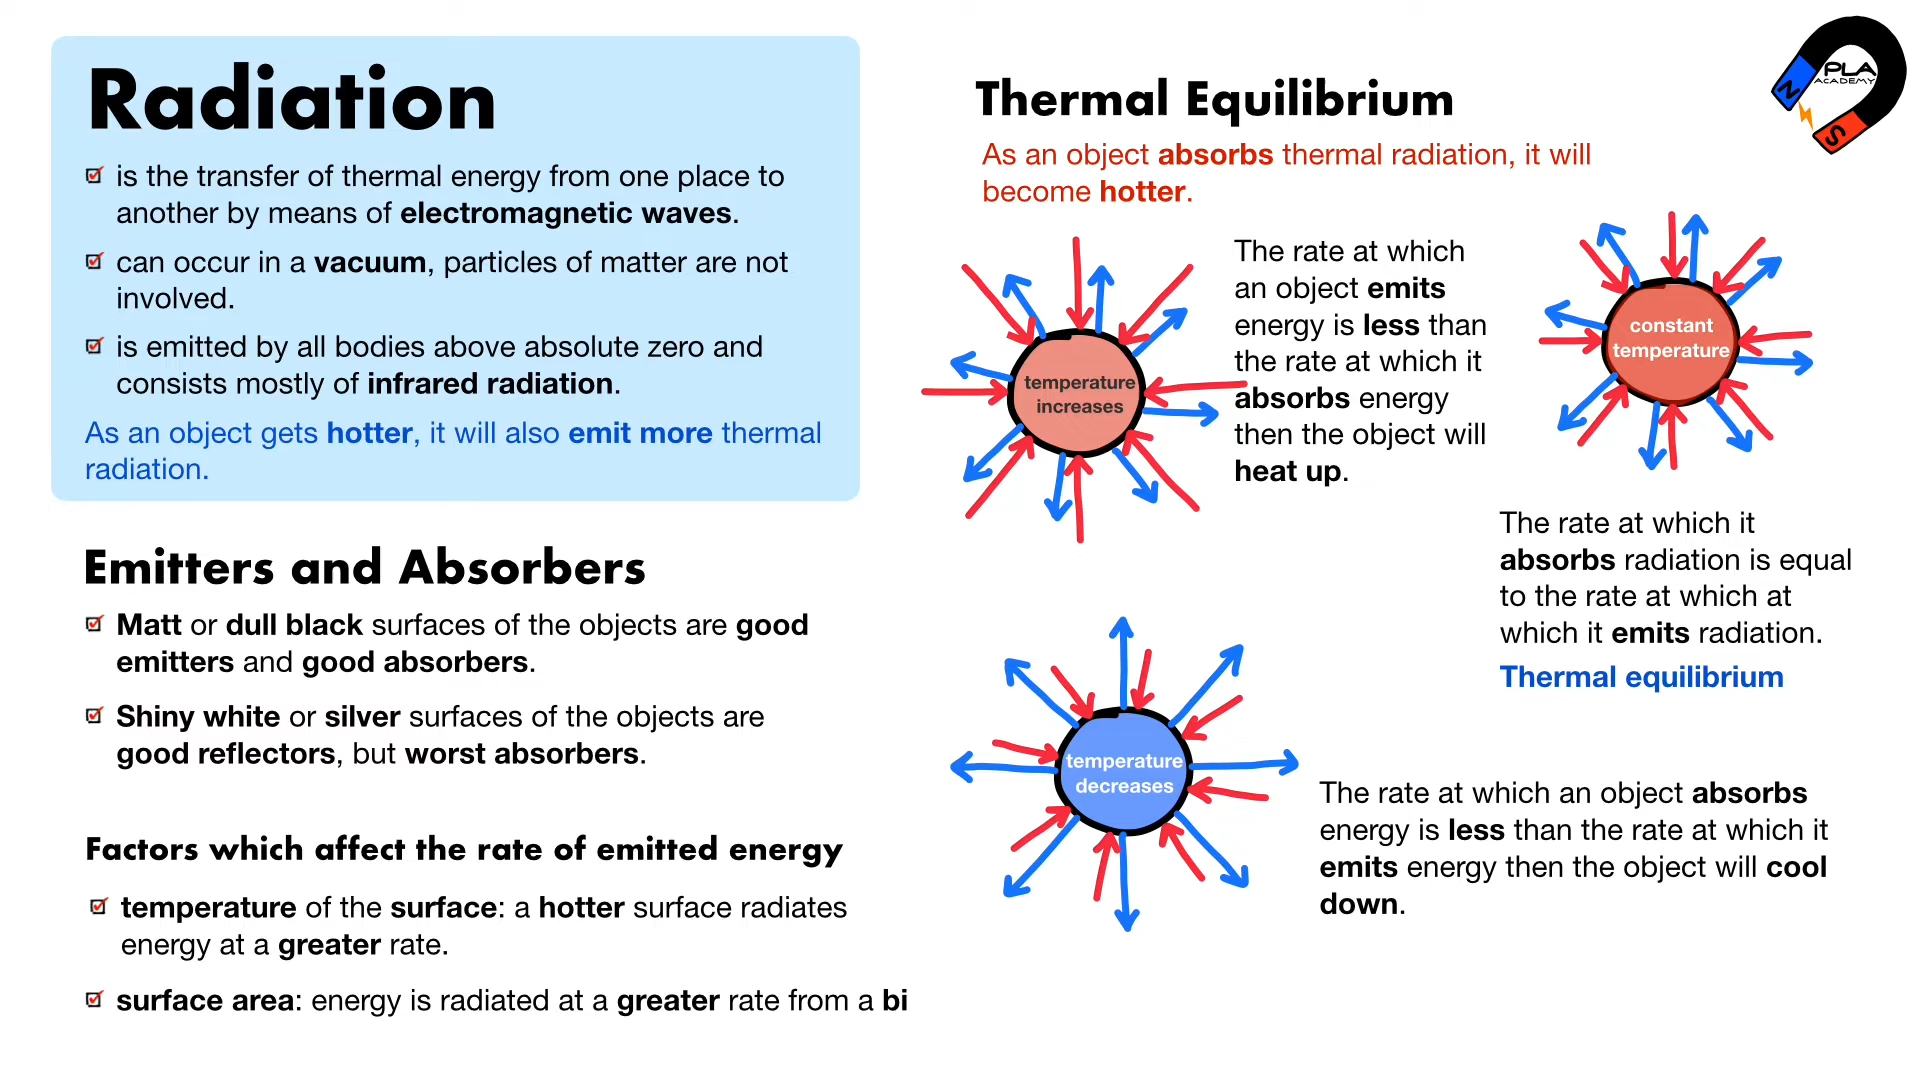 Radiation
is the transfer of thermal energy from one place to
another by means of electromagnetic waves.
can occur in a vacuum, particles of matter are not
involved.
is emitted by all bodies above absolute zero and
consists mostly of infrared radiation.
As an object gets hotter, it will also emit more thermal
radiation.
Emitters and Absorbers
Matt or dull black surfaces of the objects are good
emitters and good absorbers.
Shiny white or silver surfaces of the objects are
good reflectors, but worst absorbers.
Factors which affect the rate of emitted energy
temperature of the surface: a hotter surface radiates
energy at a greater rate.
surface area: energy is radiated at a greater rate from a bi
Thermal Equilibrium
As an object absorbs thermal radiation, it will
become hotter.
temperature
increases
The rate at which
an object emits
energy is less than
the rate at which it
absorbs energy
then the object will
heat up.
constant
temperature
The rate at which it
absorbs radiation is equal
to the rate at which at
which it emits radiation.
Thermal equilibrium
temperature
decreases
The rate at which an object absorbs
energy is less than the rate at which it
emits energy then the object will cool
down.
PLA
ACADEMY
N
S